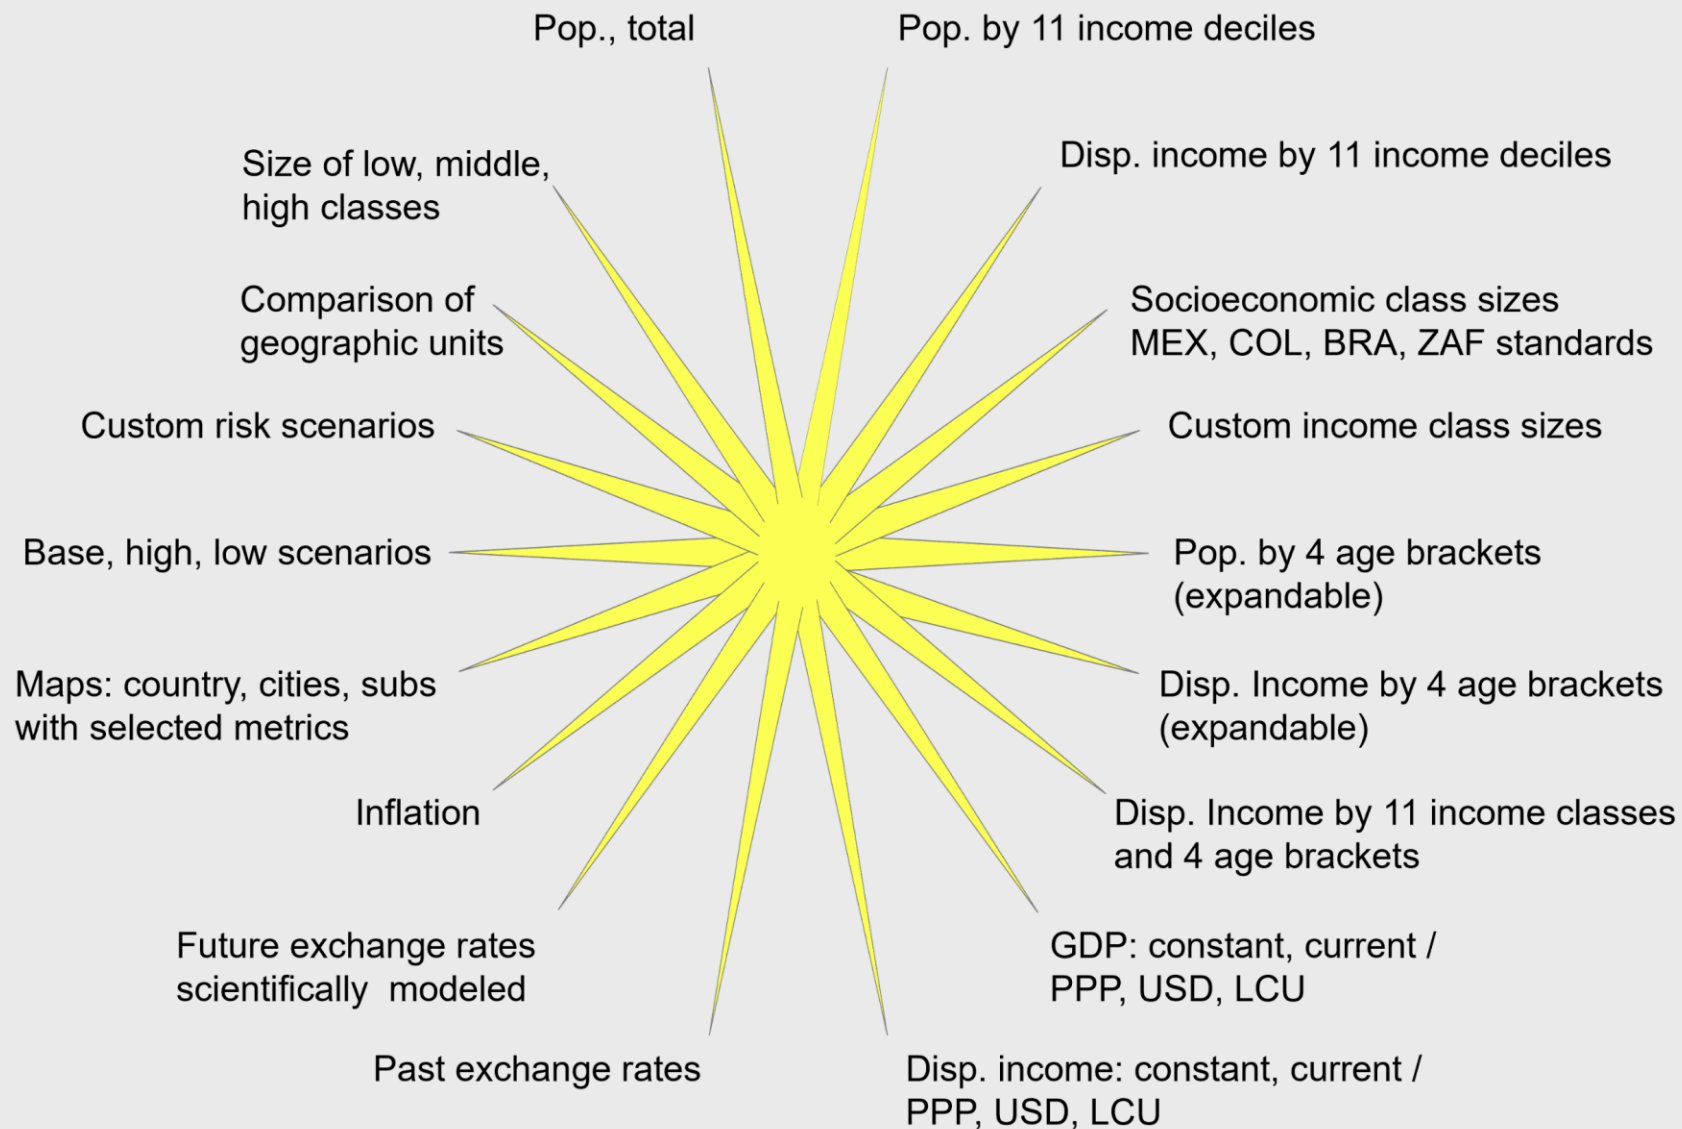 Pop., total
Pop. by 11 income deciles
Disp. income by 11 income deciles
Socioeconomic class sizes
MEX, COL, BRA, ZAF standards
Custom income class sizes
Pop. by 4 age brackets
(expandable)
Disp. Income by 4 age brackets
(expandable)
Disp. Income by 11 income classes
and 4 age brackets
GDP: constant, current /
PPP, USD, LCU
Disp. income: constant, current /
PPP, USD, LCU
Past exchange rates
Future exchange rates
scientifically  modeled
Inflation
Maps: country, cities, subs
with selected metrics
Base, high, low scenarios
Custom risk scenarios
Comparison of
geographic units
Size of low, middle,
high classes